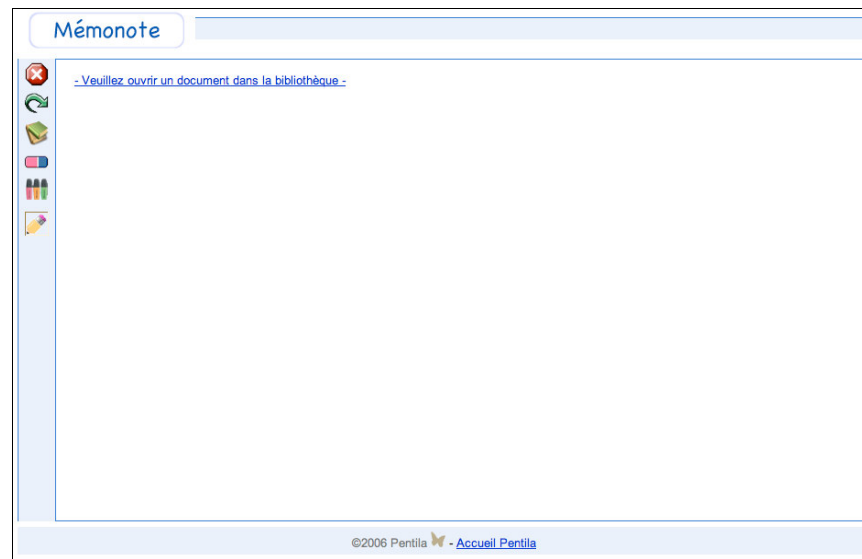 Mémonote
- Veuillez ouvrir un document dans la bibliothèque -
©2006 Pentila - Accueil Pentila